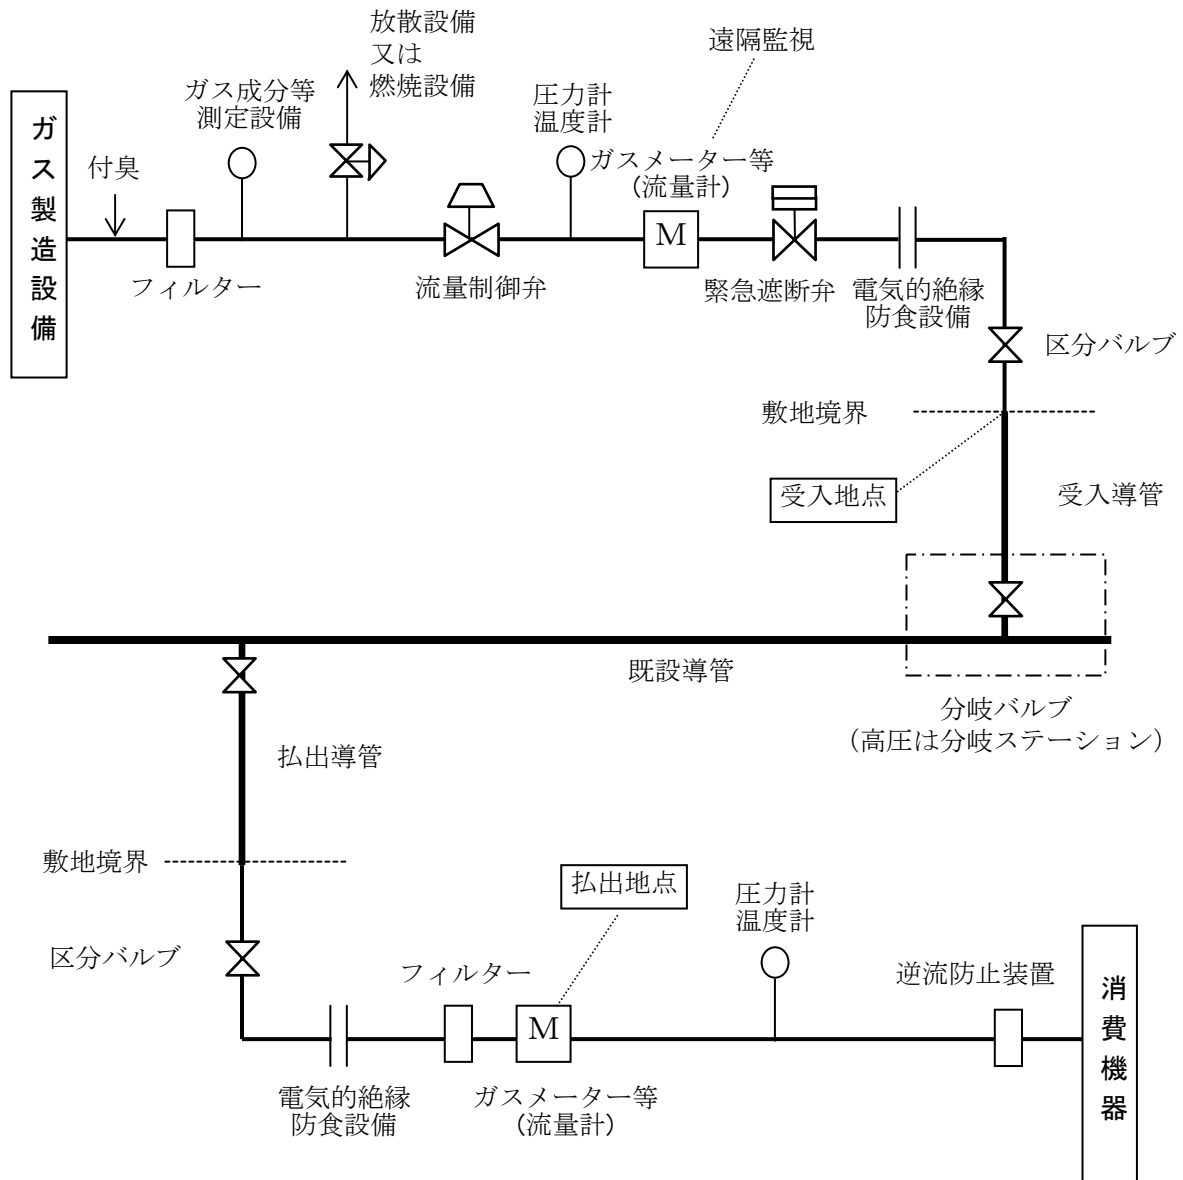 放散設備
又は
燃焼設備
遠隔監視
ガス成分等
測定設備
圧力計
温度計
ガス製造設備
付臭
ガスメーター等
(流量計)
M
フィルター
流量制御弁
緊急遮断弁
電気的絶縁
防食設備
区分バルブ
敷地境界
受入地点
受入導管
既設導管
分岐バルブ
（高圧は分岐ステーション）
払出導管
敷地境界
払出地点
圧力計
温度計
区分バルブ
フィルター
逆流防止装置
M
消費機器
電気的絶縁
防食設備
ガスメーター等
(流量計)